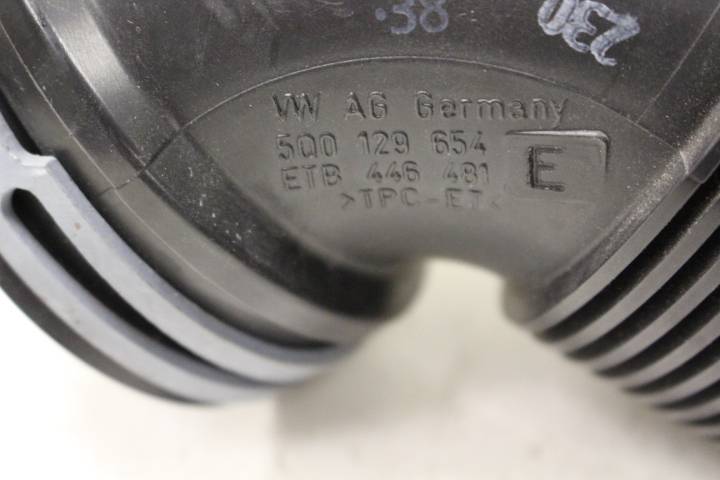 .38
230
VW AG Germany
5Q0 129 654 E
ETB 446 481
>TPC-ET<